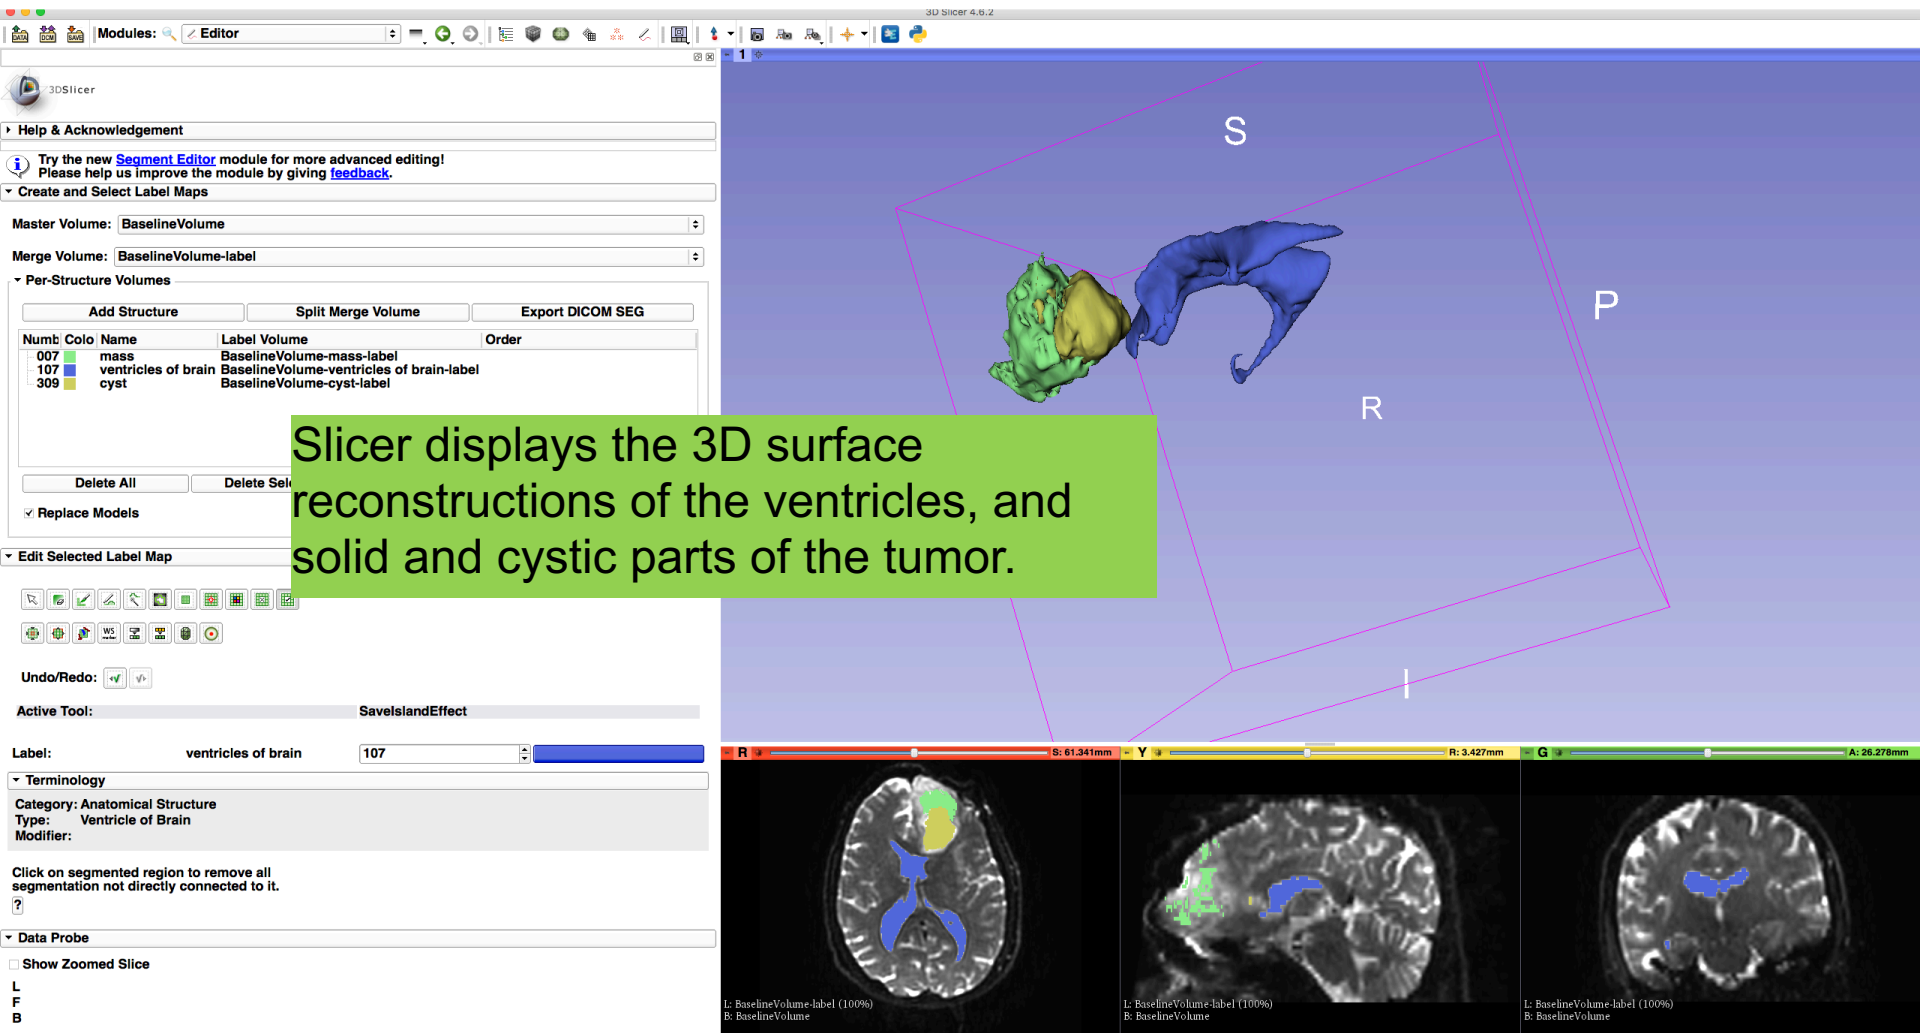 3D Slicer 4.6.2
DATA DCM SAVE Modules: Editor
1
3DSlicer
Help & Acknowledgement
Try the new Segment Editor module for more advanced editing!
Please help us improve the module by giving feedback.
Create and Select Label Maps
Master Volume: BaselineVolume
Merge Volume: BaselineVolume-label
Per-Structure Volumes
Add Structure Split Merge Volume Export DICOM SEG
Numb Colo Name Label Volume Order
007 mass BaselineVolume-mass-label
107 ventricles of brain BaselineVolume-ventricles of brain-label
309 cyst BaselineVolume-cyst-label
Delete All Delete Sel
Replace Models
Edit Selected Label Map
WS
Undo/Redo:
Active Tool: SaveIslandEffect
Label: ventricles of brain 107
Terminology
Category: Anatomical Structure
Type: Ventricle of Brain
Modifier:
Click on segmented region to remove all
segmentation not directly connected to it.
?
Data Probe
Show Zoomed Slice
L
F
B
S
P
R
I
Slicer displays the 3D surface
reconstructions of the ventricles, and
solid and cystic parts of the tumor.
R S: 61.341mm
Y R: 3.427mm
G A: 26.278mm
L: BaselineVolume-label (100%)
B: BaselineVolume
L: BaselineVolume-label (100%)
B: BaselineVolume
L: BaselineVolume-label (100%)
B: BaselineVolume